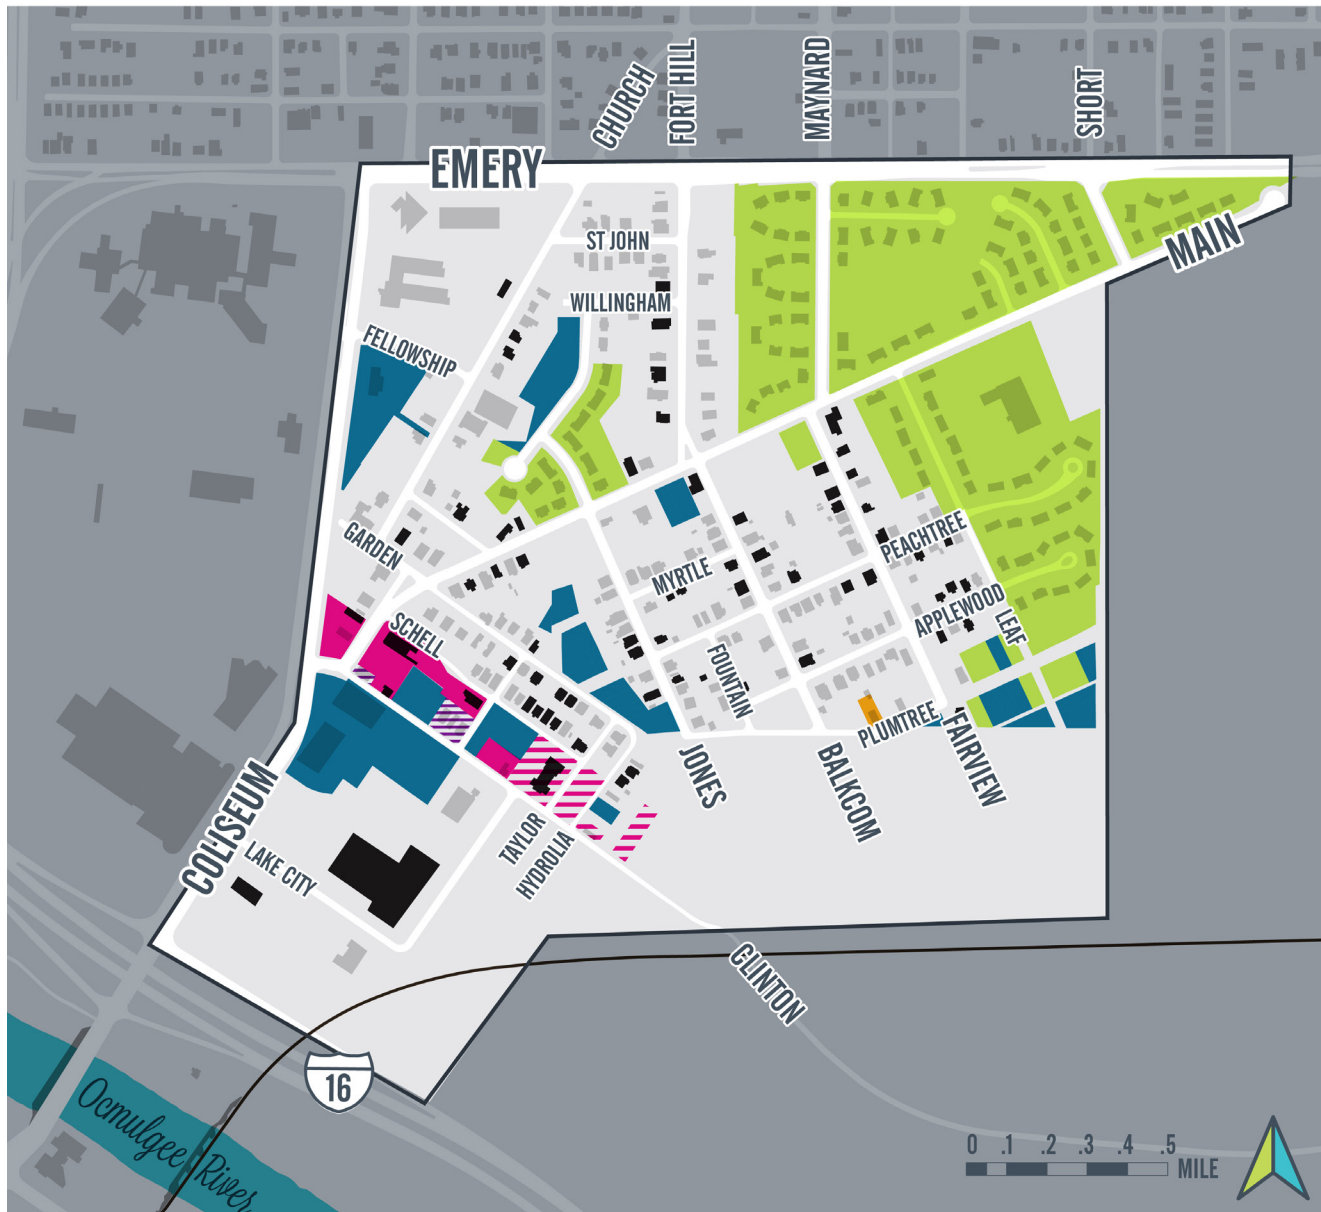 CHURCH
FORT HILL
MAYNARD
SHORT
EMERY
ST JOHN
MAIN
WILLINGHAM
FELLOWSHIP
GARDEN
MYRTLE
PEACHTREE
APPLEWOOD
LEAF
SCHELL
FOUNTAIN
PLUMTREE
FAIRVIEW
JONES
BALKCOM
COLISEUM
LAKE CITY
TAYLOR
HYDROLIA
CLINTON
16
Ocmulgee River
0 .1 .2 .3 .4 .5
MILE